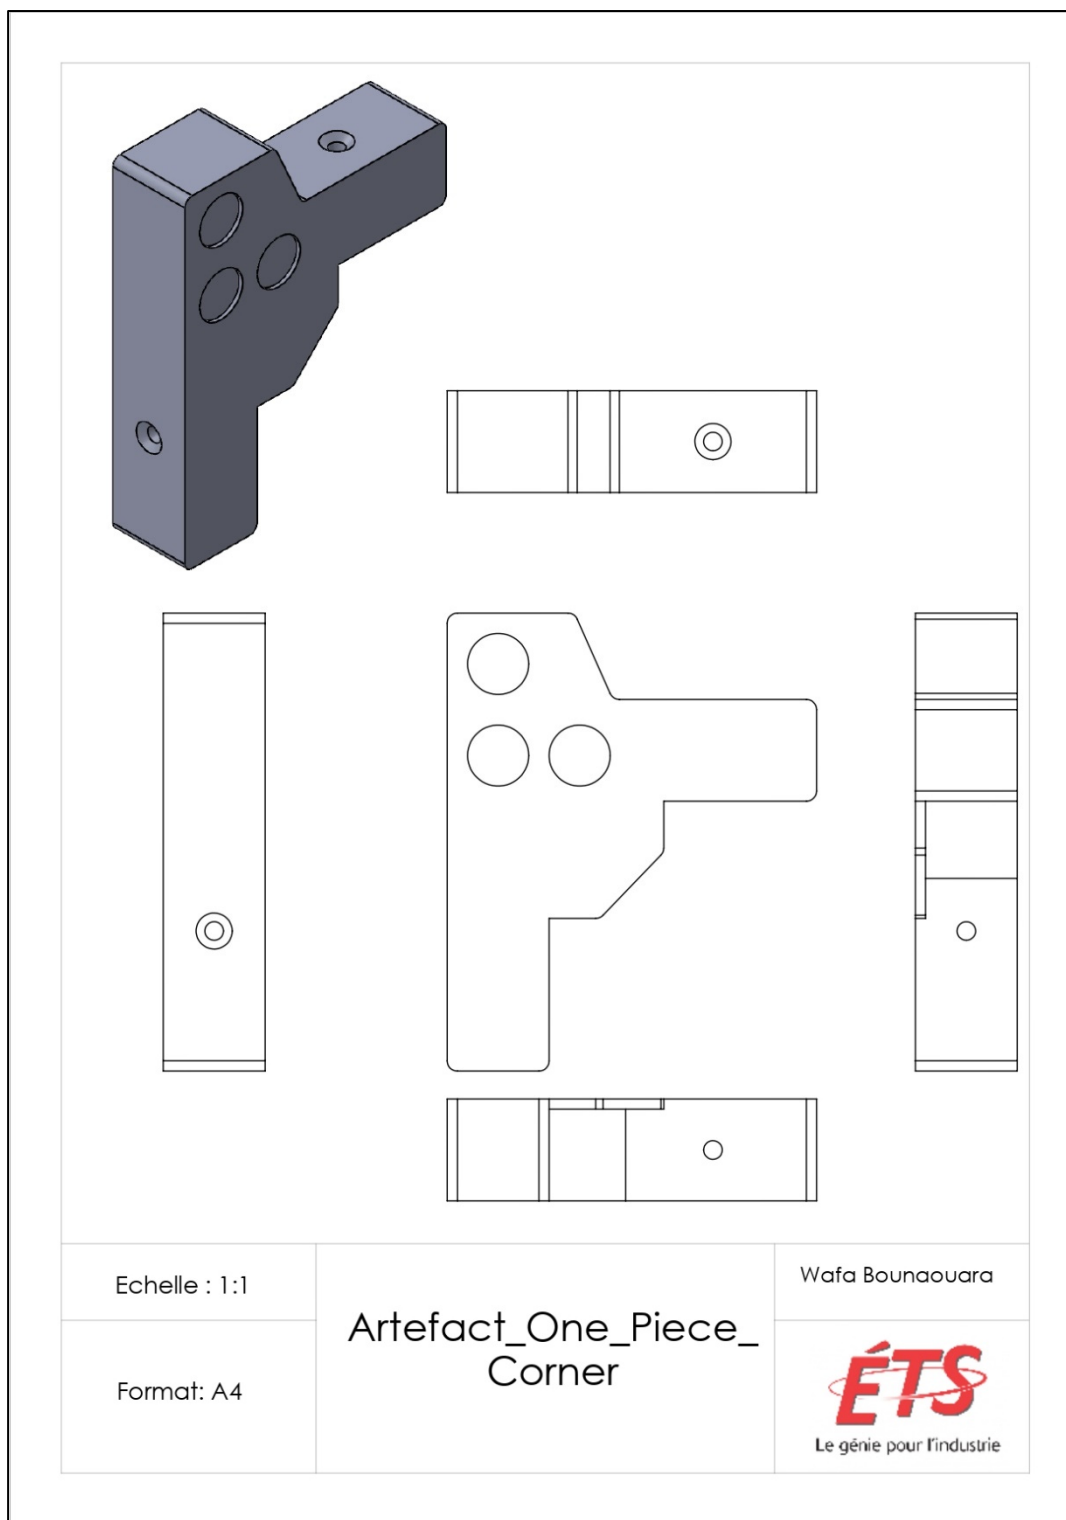 Echelle : 1:1
Format: A4
Artefact_One_Piece_
Corner
Wafa Bounaouara
ÉTS
Le génie pour l'industrie